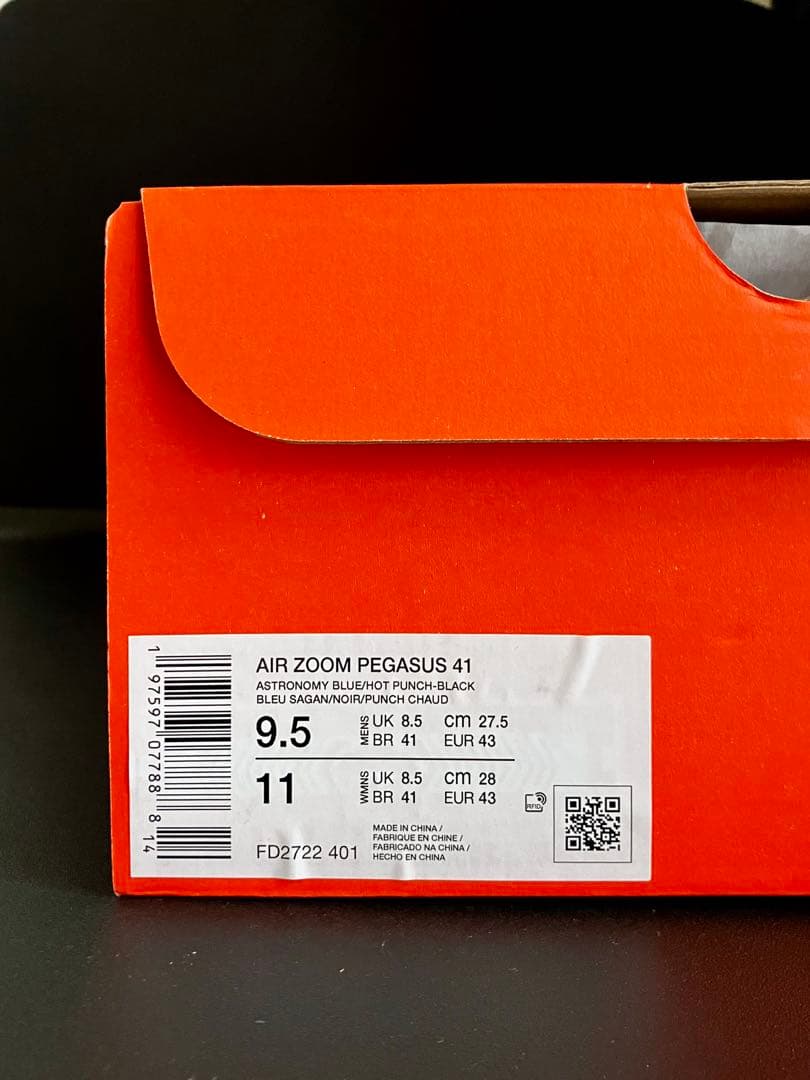 1 97597 07788 8 14
AIR ZOOM PEGASUS 41
ASTRONOMY BLUE/HOT PUNCH-BLACK
BLEU SAGAN/NOIR/PUNCH CHAUD
9.5 MENS UK 8.5 cm 27.5
BR 41 EUR 43
11 WMNS UK 8.5 cm 28
BR 41 EUR 43
RFID
FD2722 401
MADE IN CHINA /
FABRIQUE EN CHINE /
FABRICADO NA CHINA /
HECHO EN CHINA